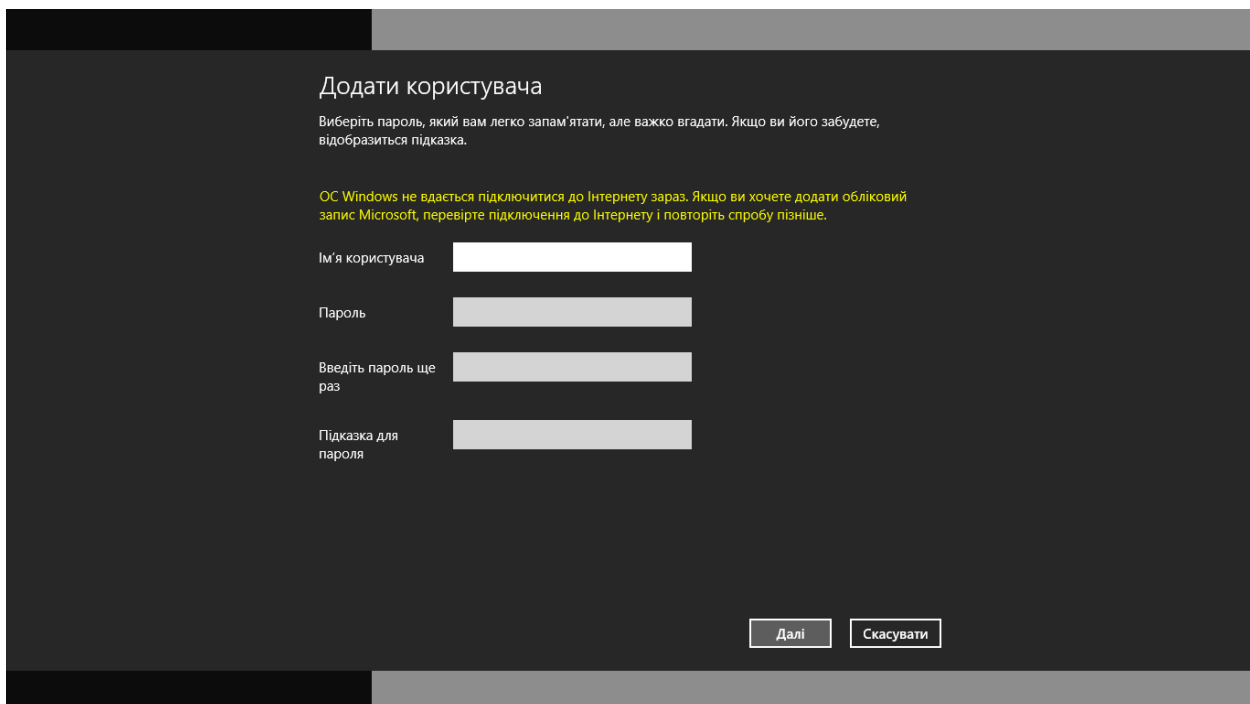 Додати користувача
Виберіть пароль, який вам легко запам'ятати, але важко вгадати. Якщо ви його забудете,
відобразиться підказка.
ОС Windows не вдається підключитися до Інтернету зараз. Якщо ви хочете додати обліковий
запис Microsoft, перевірте підключення до Інтернету і повторіть спробу пізніше.
Ім'я користувача
Пароль
Введіть пароль ще
раз
Підказка для
пароля
Далі
Скасувати